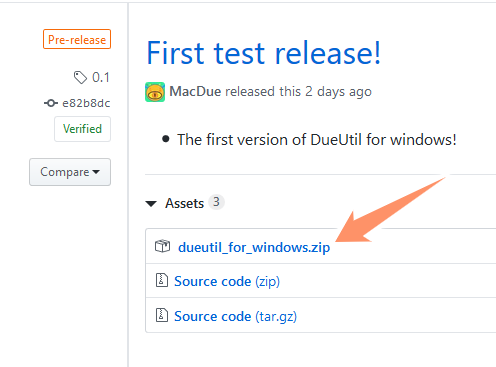 Pre-release
0.1
e82b8dc
Verified
Compare
First test release!
MacDue released this 2 days ago
The first version of DueUtil for windows!
Assets 3
dueutil_for_windows.zip
Source code (zip)
Source code (tar.gz)